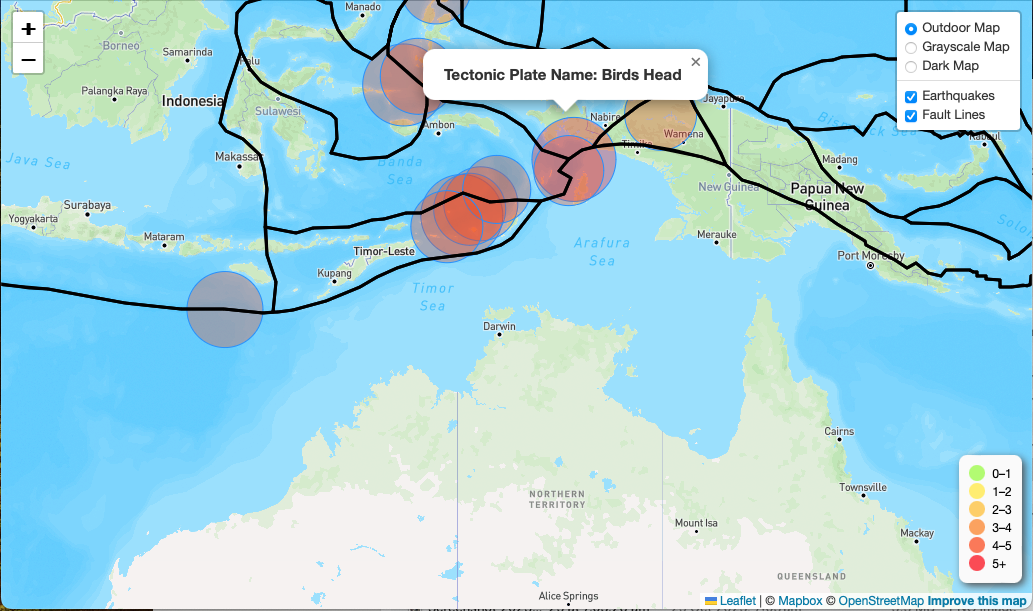 +
−
Manado
Borneo
Samarinda
Palu
Palangka Raya
Indonesia
Sulawesi
Java Sea
Makassar
Banda
Sea
Ambon
Tectonic Plate Name: Birds Head
×
Nabire
Jayapura
Timika
Wamena
Bismarck Sea
Rabaul
Madang
New Guinea
Papua New
Guinea
Surabaya
Yogyakarta
Mataram
Timor-Leste
Kupang
Arafura
Sea
Merauke
Port Moresby
Timor
Sea
Darwin
Cairns
Townsville
NORTHERN
TERRITORY
Mount Isa
Mackay
QUEENSLAND
Alice Springs
Outdoor Map
Grayscale Map
Dark Map
Earthquakes
Fault Lines
0–1
1–2
2–3
3–4
4–5
5+
Leaflet | © Mapbox © OpenStreetMap Improve this map